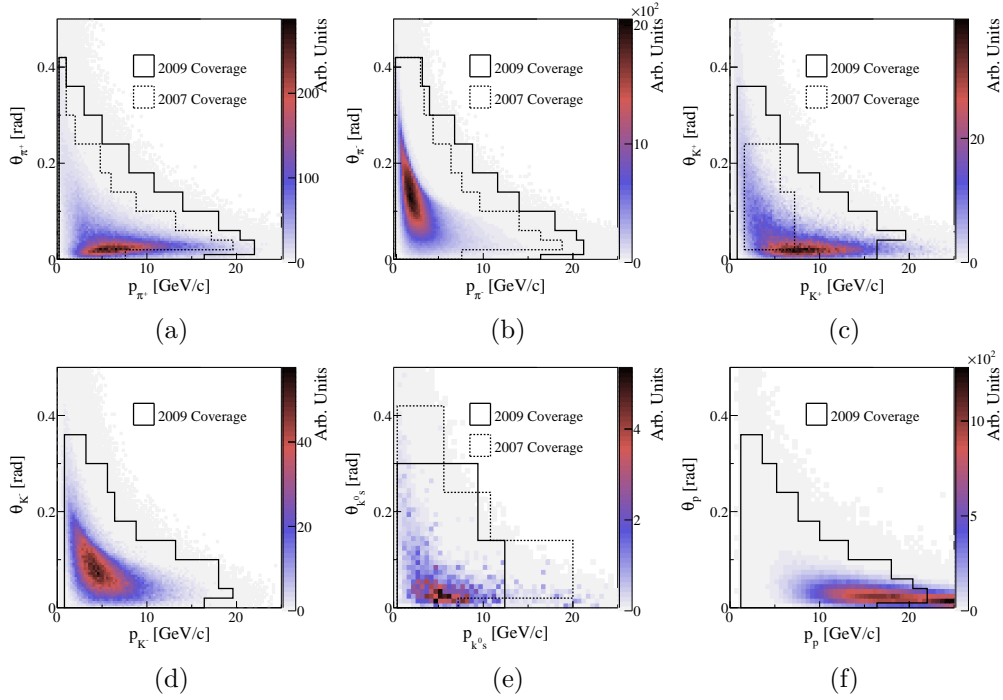 Arb. Units
θπ+ [rad]
0.4
0.2
0
2009 Coverage
2007 Coverage
200
100
0
0 10 20
pπ+ [GeV/c]
(a)
20 ×10²
Arb. Units
θπ- [rad]
0.4
0.2
0
2009 Coverage
2007 Coverage
10
0
0 10 20
pπ- [GeV/c]
(b)
Arb. Units
θK+ [rad]
0.4
0.2
0
2009 Coverage
2007 Coverage
20
0
0 10 20
pK+ [GeV/c]
(c)
Arb. Units
θK- [rad]
0.4
0.2
0
2009 Coverage
40
20
0
0 10 20
pK- [GeV/c]
(d)
Arb. Units
θk⁰s [rad]
0.4
0.2
0
2009 Coverage
2007 Coverage
4
2
0
0 10 20
pk⁰s [GeV/c]
(e)
×10²
Arb. Units
θp [rad]
0.4
0.2
0
2009 Coverage
10
5
0
0 10 20
pp [GeV/c]
(f)